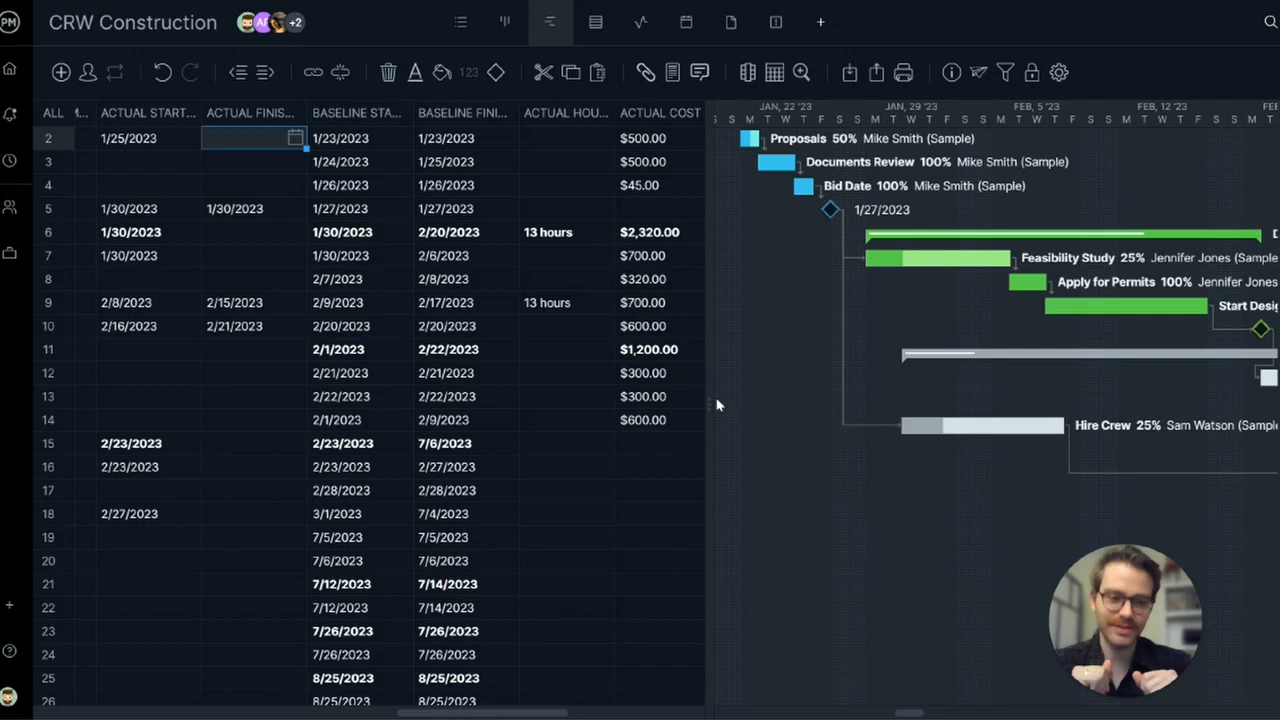 PM CRW Construction AF +2
123
ALL M... ACTUAL START... ACTUAL FINIS... BASELINE STA... BASELINE FINI... ACTUAL HOU... ACTUAL COST
JAN, 22 '23 JAN, 29 '23 FEB, 5 '23 FEB, 12 '23
S S M T W T F S S M T W T F S S M T W T F S S M T W T F S S M T
2 1/25/2023 1/23/2023 1/23/2023 $500.00 Proposals 50% Mike Smith (Sample)
3 1/24/2023 1/25/2023 $500.00 Documents Review 100% Mike Smith (Sample)
4 1/26/2023 1/26/2023 $45.00 Bid Date 100% Mike Smith (Sample)
5 1/30/2023 1/30/2023 1/27/2023 1/27/2023 1/27/2023
6 1/30/2023 1/30/2023 2/20/2023 13 hours $2,320.00
7 1/30/2023 1/30/2023 2/6/2023 $700.00 Feasibility Study 25% Jennifer Jones (Sample
8 2/7/2023 2/8/2023 $320.00 Apply for Permits 100% Jennifer Jones
9 2/8/2023 2/15/2023 2/9/2023 2/17/2023 13 hours $700.00 Start Desig
10 2/16/2023 2/21/2023 2/20/2023 2/20/2023 $600.00
11 2/1/2023 2/22/2023 $1,200.00
12 2/21/2023 2/21/2023 $300.00
13 2/22/2023 2/22/2023 $300.00
14 2/1/2023 2/9/2023 $600.00 Hire Crew 25% Sam Watson (Sampl
15 2/23/2023 2/23/2023 7/6/2023
16 2/23/2023 2/23/2023 2/27/2023
17 2/28/2023 2/28/2023
18 2/27/2023 3/1/2023 7/4/2023
19 7/5/2023 7/5/2023
20 7/6/2023 7/6/2023
21 7/12/2023 7/14/2023
22 7/12/2023 7/14/2023
23 7/26/2023 7/26/2023
24 7/26/2023 7/26/2023
25 8/25/2023 8/25/2023
26 8/25/2023 8/25/2023